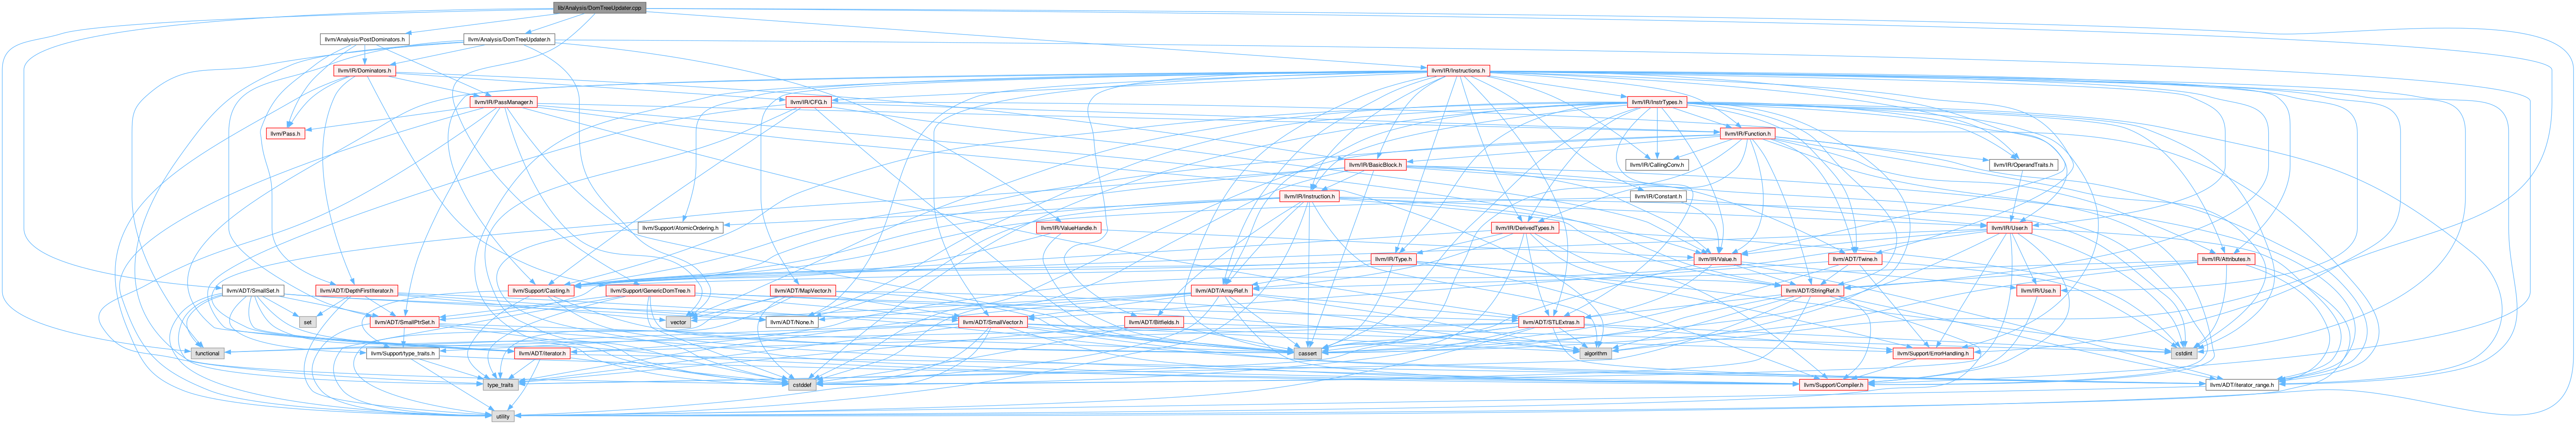 lib/Analysis/DomTreeUpdater.cpp
llvm/Analysis/PostDominators.h
llvm/Analysis/DomTreeUpdater.h
llvm/IR/Dominators.h
llvm/IR/Instructions.h
llvm/IR/PassManager.h
llvm/IR/CFG.h
llvm/IR/InstrTypes.h
llvm/Pass.h
llvm/IR/Function.h
llvm/IR/BasicBlock.h
llvm/IR/CallingConv.h
llvm/IR/OperandTraits.h
llvm/IR/Instruction.h
llvm/IR/Constant.h
llvm/Support/AtomicOrdering.h
llvm/IR/ValueHandle.h
llvm/IR/DerivedTypes.h
llvm/IR/User.h
llvm/IR/Type.h
llvm/IR/Value.h
llvm/ADT/Twine.h
llvm/IR/Attributes.h
llvm/ADT/SmallSet.h
llvm/ADT/DepthFirstIterator.h
llvm/Support/Casting.h
llvm/Support/GenericDomTree.h
llvm/ADT/MapVector.h
llvm/ADT/ArrayRef.h
llvm/ADT/StringRef.h
llvm/IR/Use.h
set
llvm/ADT/SmallPtrSet.h
vector
llvm/ADT/None.h
llvm/ADT/SmallVector.h
llvm/ADT/Bitfields.h
llvm/ADT/STLExtras.h
functional
llvm/Support/type_traits.h
llvm/ADT/iterator.h
cassert
algorithm
llvm/Support/ErrorHandling.h
cstdint
type_traits
cstddef
llvm/Support/Compiler.h
llvm/ADT/iterator_range.h
utility